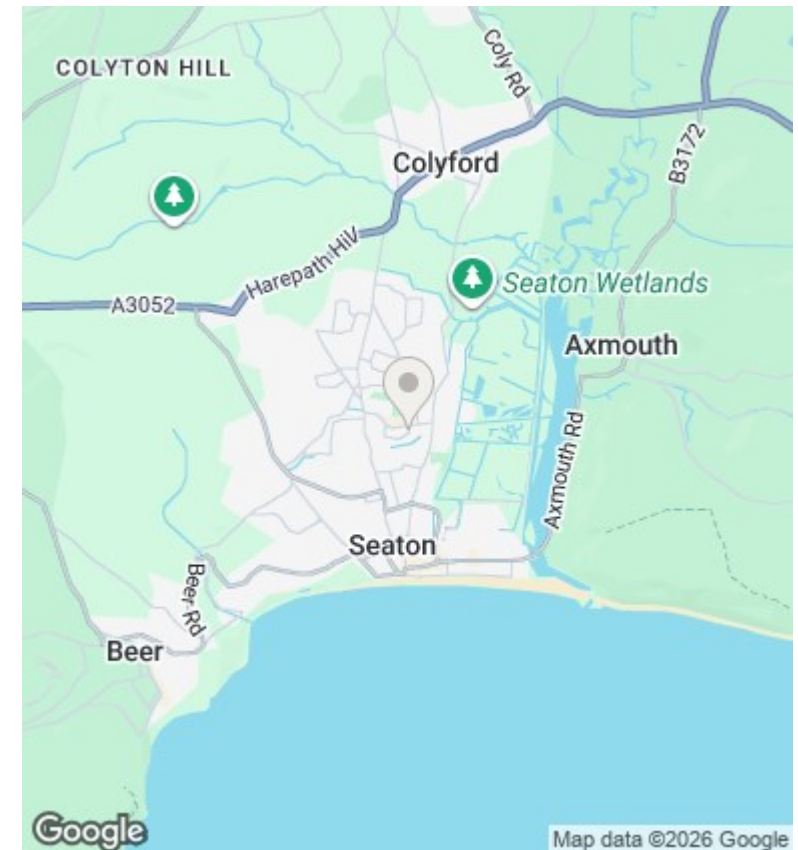 COLYTON HILL
Coly Rd
Colyford
B3172
Harepath Hill
Seaton Wetlands
A3052
Axmouth
Axmouth Rd
Seaton
Beer Rd
Beer
Google
Map data ©2026 Google